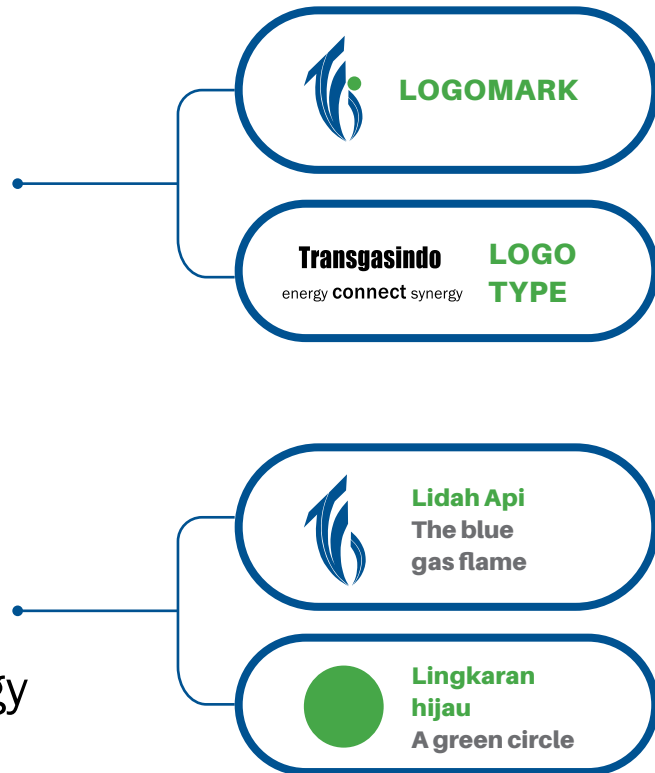 LOGOMARK
Transgasindo
energy connect synergy
LOGO
TYPE
Lidah Api
The blue
gas flame
gy
Lingkaran
hijau
A green circle